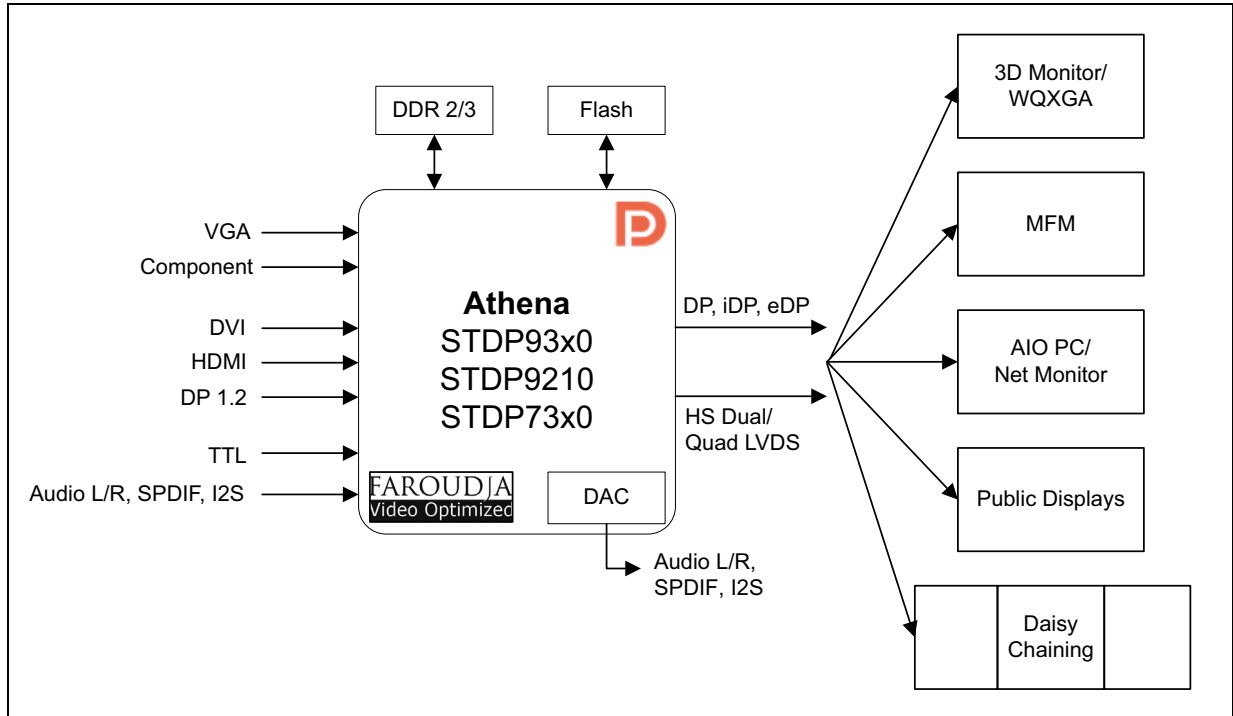 DDR 2/3
Flash
VGA
Component
DVI
HDMI
DP 1.2
TTL
Audio L/R, SPDIF, I2S
Athena
STDP93x0
STDP9210
STDP73x0
FAROUDJA
Video Optimized
DAC
Audio L/R,
SPDIF, I2S
DP, iDP, eDP
HS Dual/
Quad LVDS
3D Monitor/
WQXGA
MFM
AIO PC/
Net Monitor
Public Displays
Daisy
Chaining